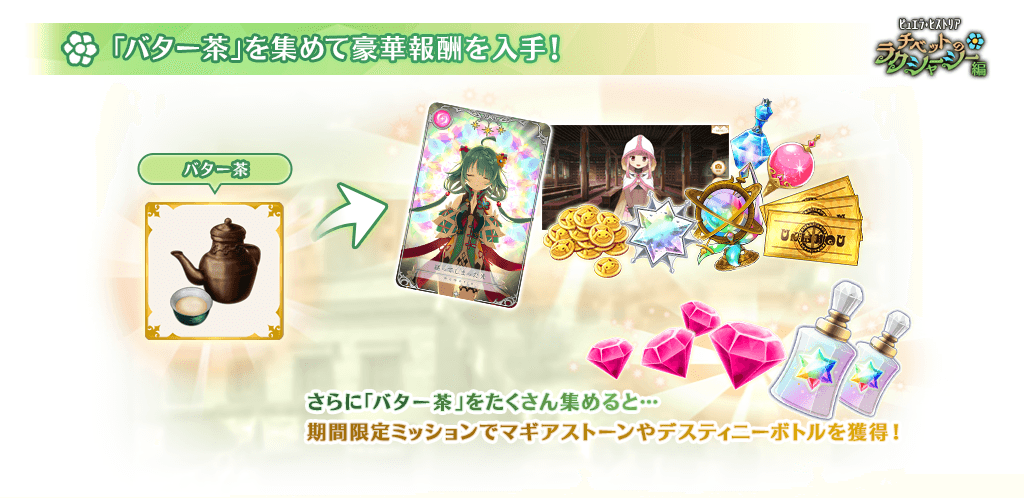 「バター茶」を集めて豪華報酬を入手！
ピュエラ・ヒストリア
チベットの
ラクシャーシー編
バター茶
さらに「バター茶」をたくさん集めると…
期間限定ミッションでマギアストーンやデスティニーボトルを獲得！